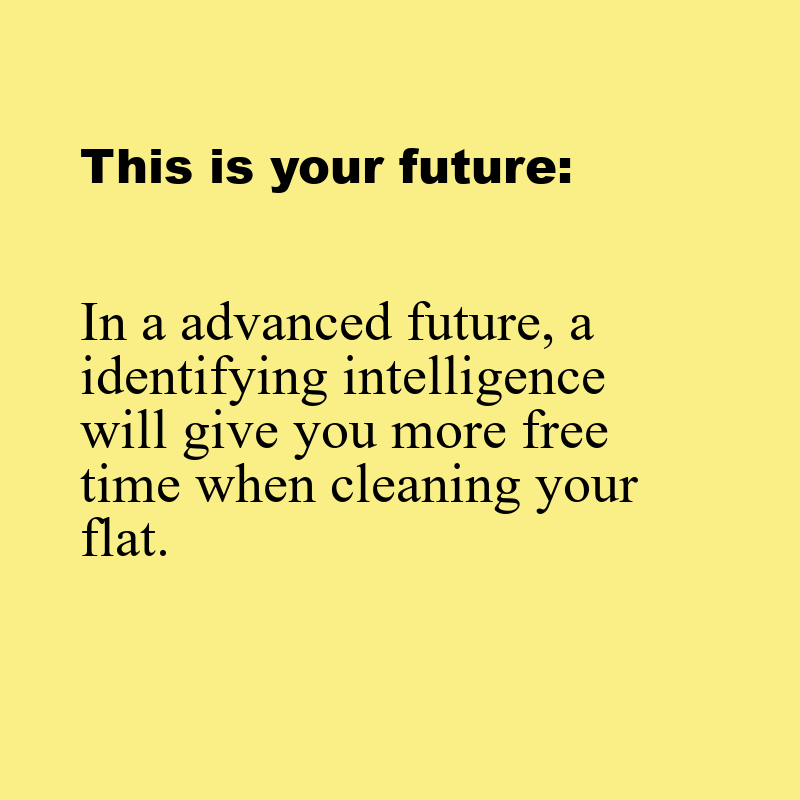 This is your future:
In a advanced future, a
identifying intelligence
will give you more free
time when cleaning your
flat.